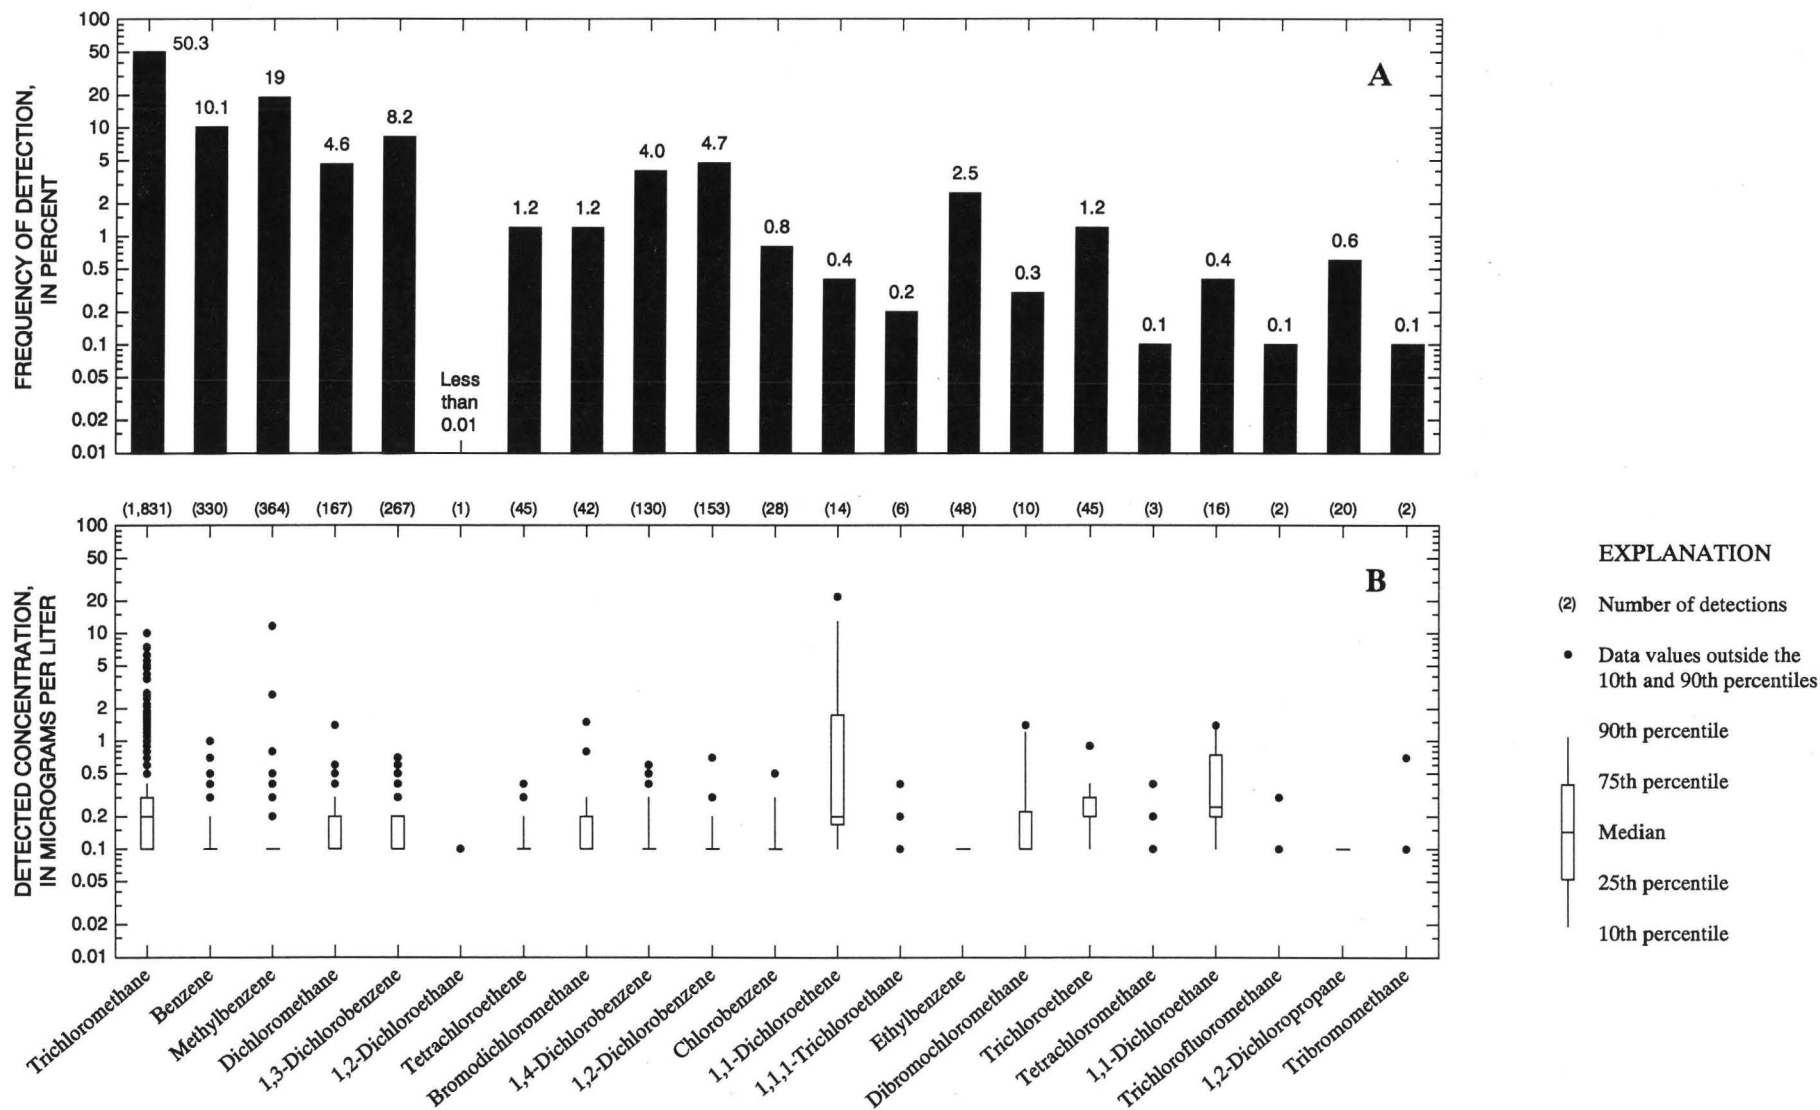 A
FREQUENCY OF DETECTION,
IN PERCENT
100
50
20
10
5
2
1
0.5
0.2
0.1
0.05
0.02
0.01
50.3
10.1
19
4.6
8.2
Less
than
0.01
1.2
1.2
4.0
4.7
0.8
0.4
0.2
2.5
0.3
1.2
0.1
0.4
0.1
0.6
0.1
(1,831) (330) (364) (167) (267) (1) (45) (42) (130) (153) (28) (14) (6) (48) (10) (45) (3) (16) (2) (20) (2)
B
DETECTED CONCENTRATION,
IN MICROGRAMS PER LITER
100
50
20
10
5
2
1
0.5
0.2
0.1
0.05
0.02
0.01
Trichloromethane
Benzene
Methylbenzene
Dichloromethane
1,3-Dichlorobenzene
1,2-Dichloroethane
Tetrachloroethene
Bromodichloromethane
1,4-Dichlorobenzene
1,2-Dichlorobenzene
Chlorobenzene
1,1-Dichloroethene
1,1,1-Trichloroethane
Ethylbenzene
Dibromochloromethane
Trichloroethene
Tetrachloromethane
1,1-Dichloroethane
Trichlorofluoromethane
1,2-Dichloropropane
Tribromomethane
EXPLANATION
(2) Number of detections
Data values outside the
10th and 90th percentiles
90th percentile
75th percentile
Median
25th percentile
10th percentile